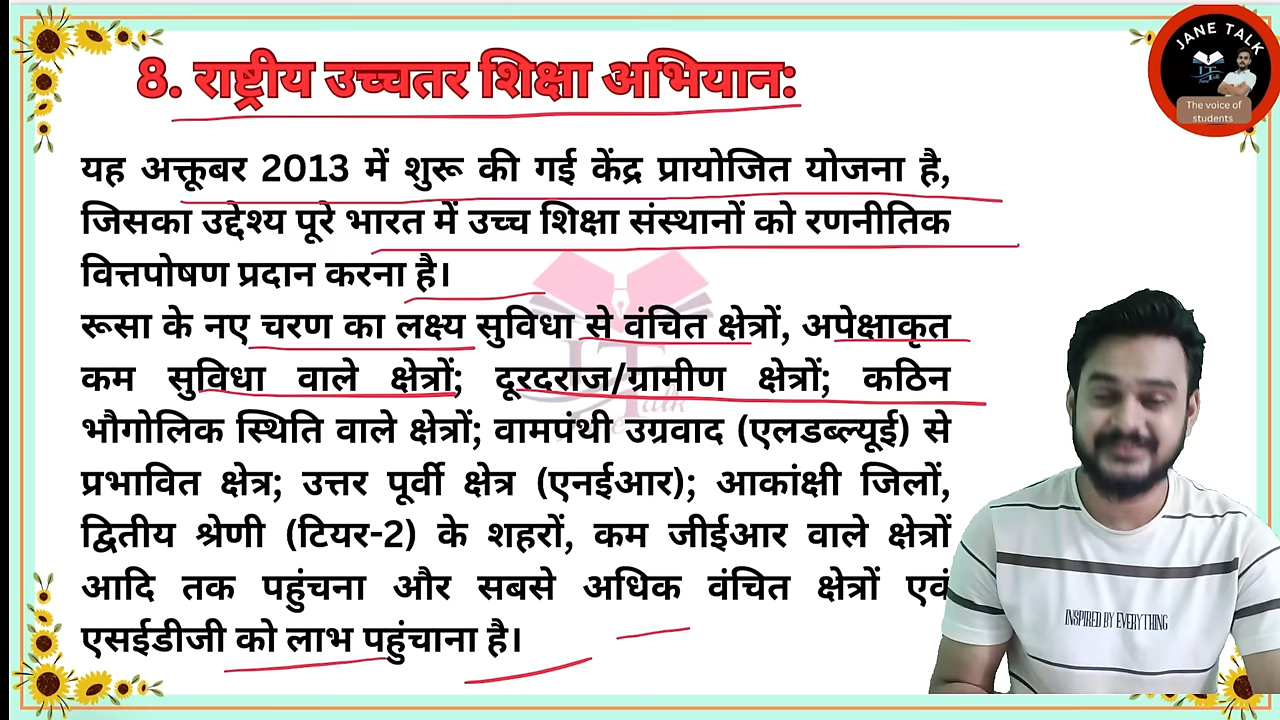 8. राष्ट्रीय उच्चतर शिक्षा अभियान:
JANE TALK
The voice of
students
यह अक्तूबर 2013 में शुरू की गई केंद्र प्रायोजित योजना है,
जिसका उद्देश्य पूरे भारत में उच्च शिक्षा संस्थानों को रणनीतिक
वित्तपोषण प्रदान करना है।
रूसा के नए चरण का लक्ष्य सुविधा से वंचित क्षेत्रों, अपेक्षाकृत
कम सुविधा वाले क्षेत्रों; दूरदराज/ग्रामीण क्षेत्रों; कठिन
भौगोलिक स्थिति वाले क्षेत्रों; वामपंथी उग्रवाद (एलडब्ल्यूई) से
प्रभावित क्षेत्र; उत्तर पूर्वी क्षेत्र (एनईआर); आकांक्षी जिलों,
द्वितीय श्रेणी (टियर-2) के शहरों, कम जीईआर वाले क्षेत्रों
आदि तक पहुंचना और सबसे अधिक वंचित क्षेत्रों एवं
एसईडीजी को लाभ पहुंचाना है।
INSPIRED BY EVERYTHING